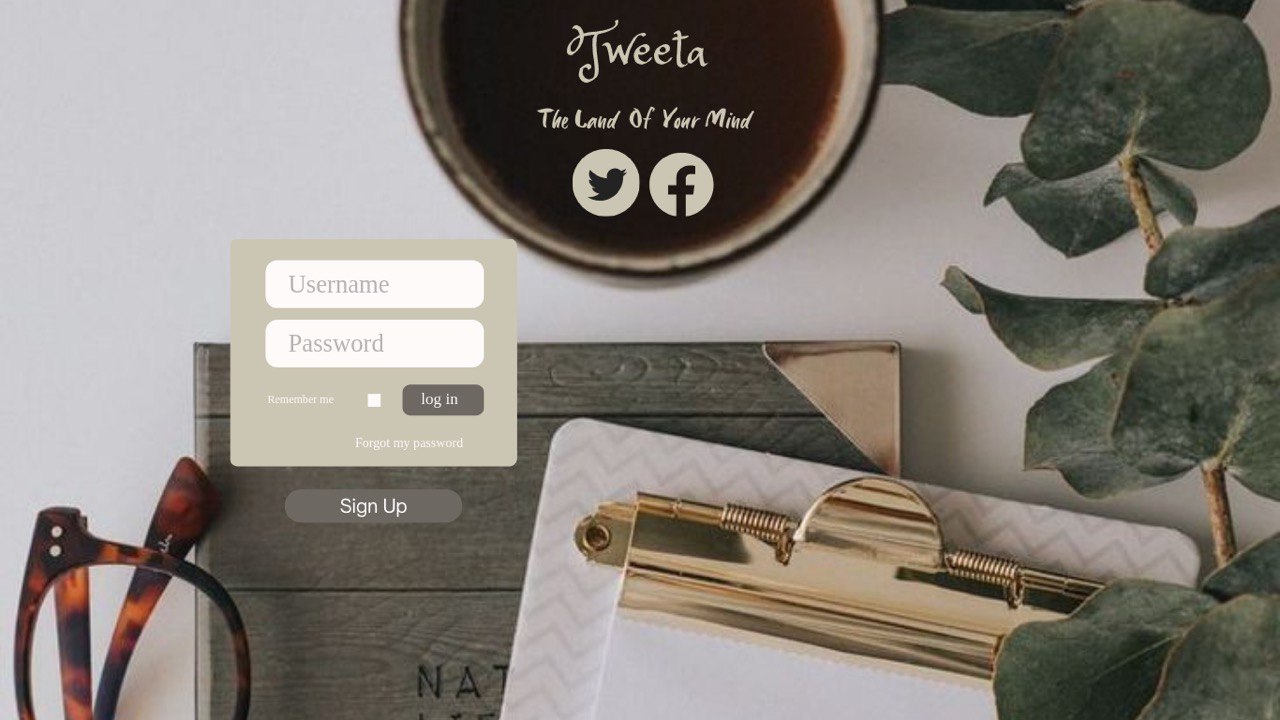 Tweeta
The Land Of Your Mind
Username
Password
Remember me
log in
Forgot my password
Sign Up
NAT